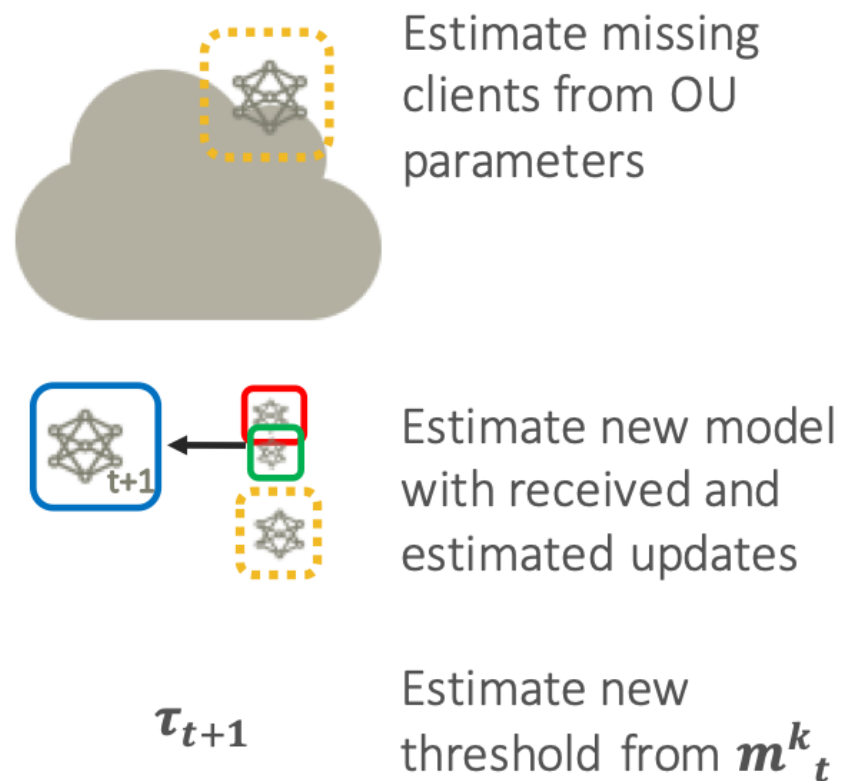 Estimate missing
clients from OU
parameters
t+1
Estimate new model
with received and
estimated updates
τₜ₊₁
Estimate new
threshold from mᵏₜ